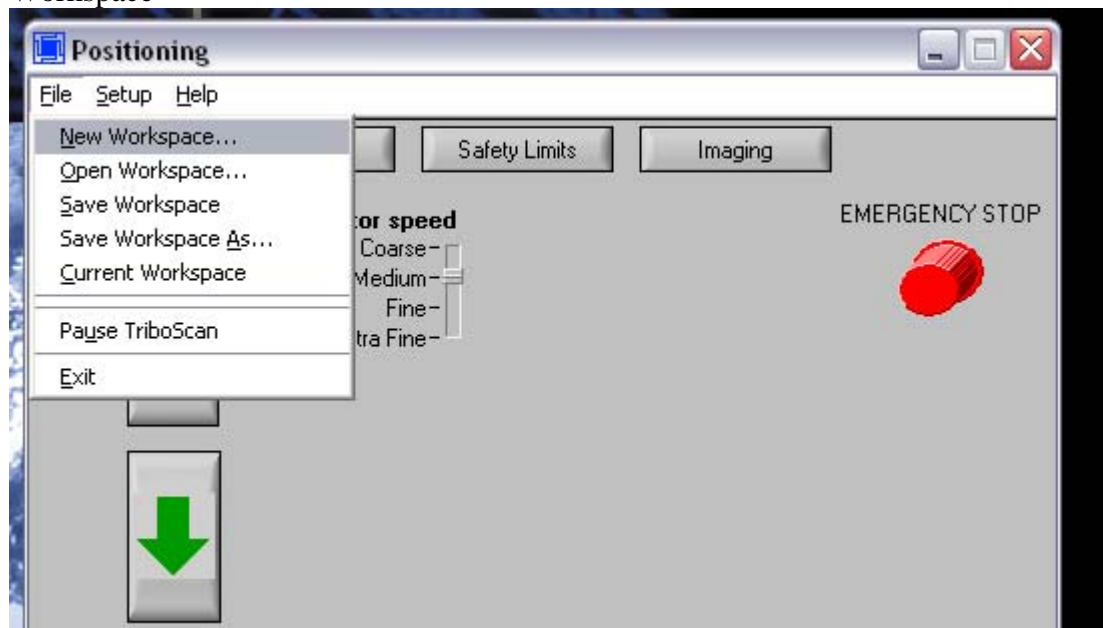 Workspace
Positioning
File Setup Help
New Workspace...
Open Workspace...
Save Workspace
Save Workspace As...
Current Workspace
Pause TriboScan
Exit
Safety Limits
Imaging
tor speed
Coarse
Medium
Fine
tra Fine
EMERGENCY STOP